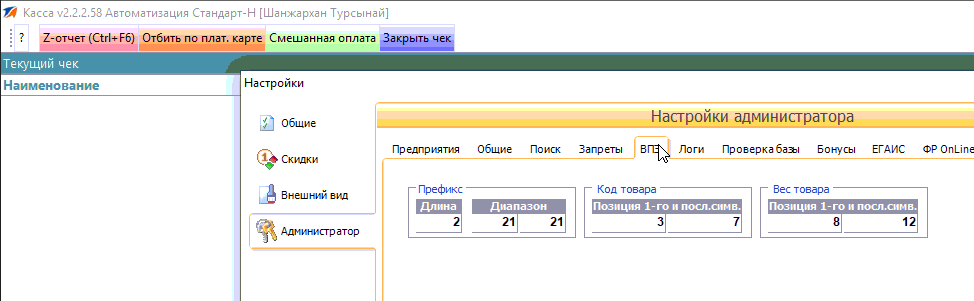 Касса v2.2.2.58 Автоматизация Стандарт-Н [Шанжархан Турсынай]
? Z-отчет (Ctrl+F6) Отбить по плат. карте Смешанная оплата Закрыть чек
Текущий чек
Наименование
Настройки
Общие
Скидки
Внешний вид
Администратор
Настройки администратора
Предприятия Общие Поиск Запреты Логи Проверка базы Бонусы ЕГАИС ФР OnLine
Префикс Код товара Вес товара
Длина Диапазон Позиция 1-го и посл.симв. Позиция 1-го и посл.симв.
2 21 21 3 7 8 12